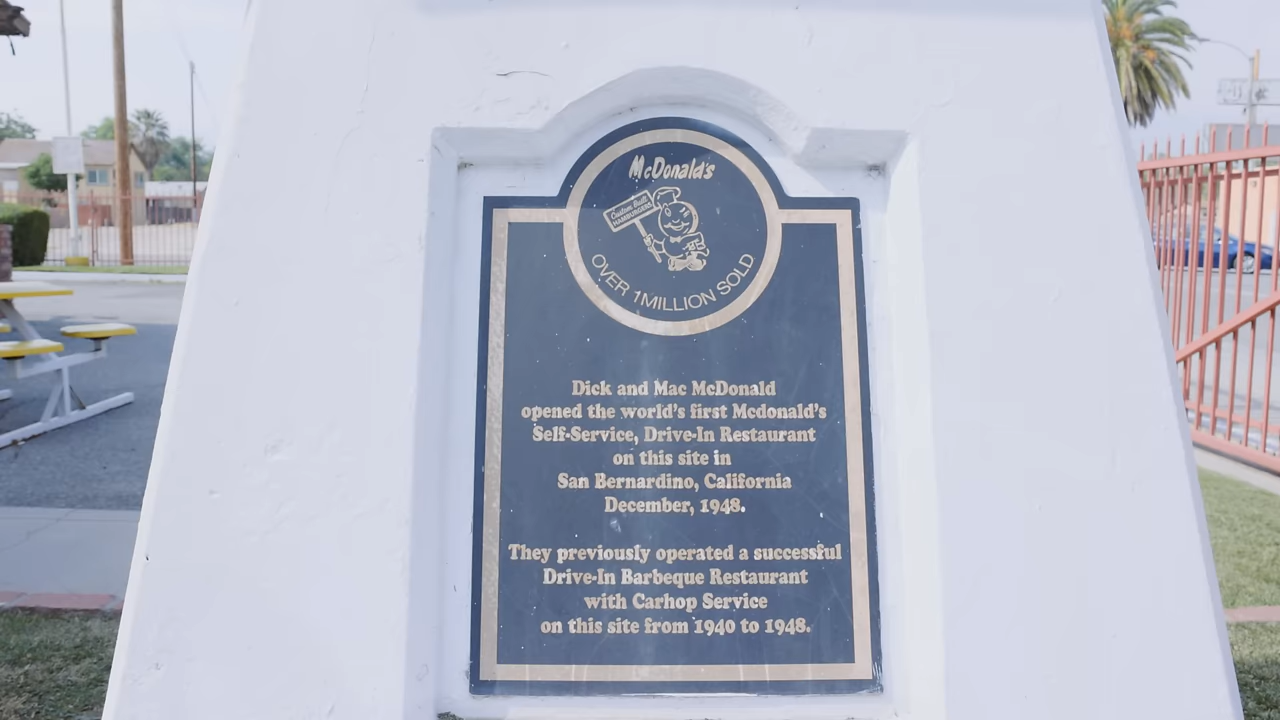 McDonald's
Custom Built
HAMBURGERS
OVER 1 MILLION SOLD
Dick and Mac McDonald
opened the world's first Mcdonald's
Self-Service, Drive-In Restaurant
on this site in
San Bernardino, California
December, 1948.
They previously operated a successful
Drive-In Barbeque Restaurant
with Carhop Service
on this site from 1940 to 1948.